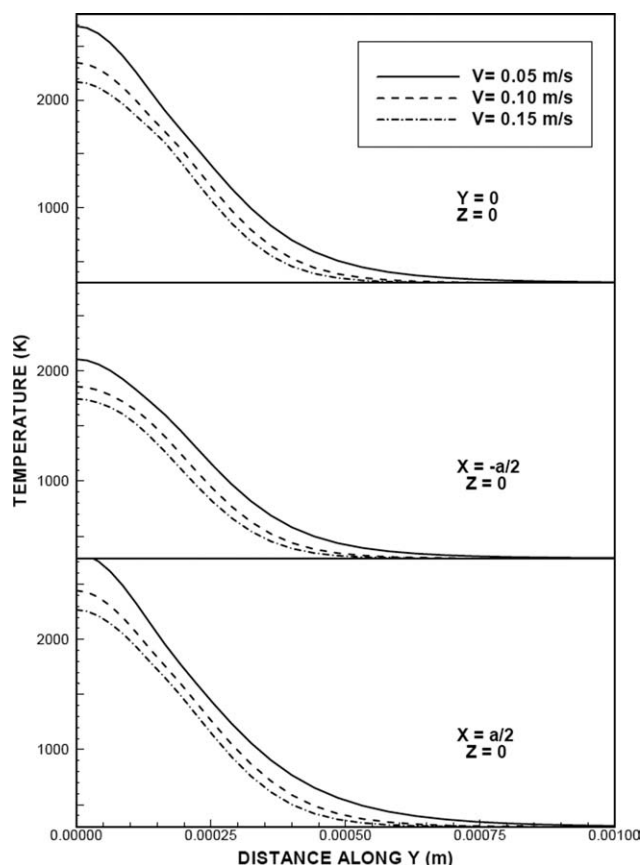 V= 0.05 m/s
V= 0.10 m/s
V= 0.15 m/s
2000
1000
Y = 0
Z = 0
TEMPERATURE (K)
2000
1000
X = -a/2
Z = 0
2000
1000
X = a/2
Z = 0
0.00000 0.00025 0.00050 0.00075 0.00100
DISTANCE ALONG Y (m)